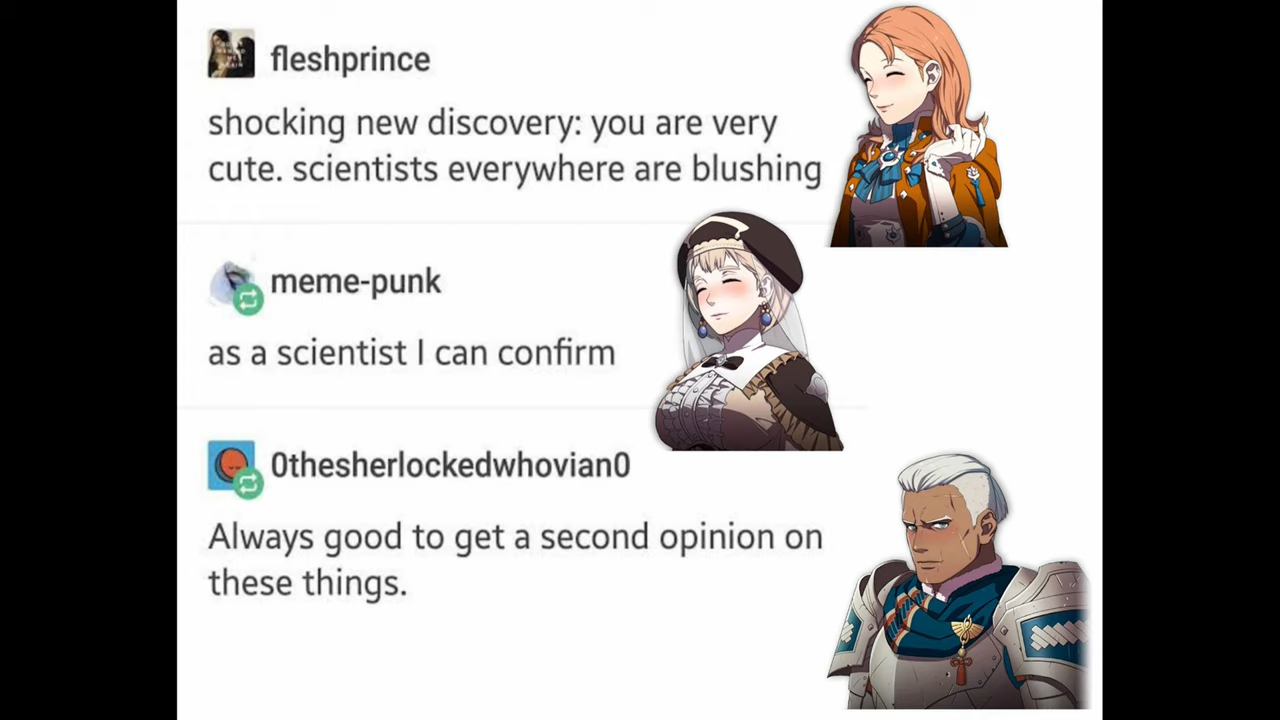 fleshprince
shocking new discovery: you are very
cute. scientists everywhere are blushing
meme-punk
as a scientist I can confirm
0thesherlockedwhovian0
Always good to get a second opinion on
these things.